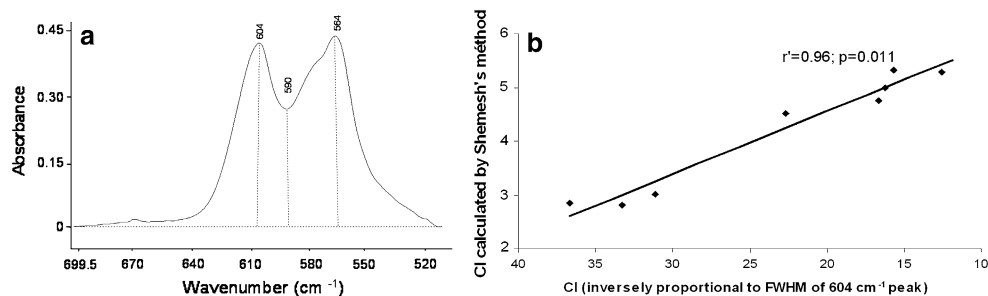 a
604
590
564
0.45
0.30
0.15
0
Absorbance
699.5 670 640 610 580 570 550 520
Wavenumber (cm -1)
b
r'=0.96; p=0.011
6
5
4
3
2
CI calculated by Shemesh's méthod
40 35 30 25 20 15 10
CI (inversely proportional to FWHM of 604 cm-1 peak)